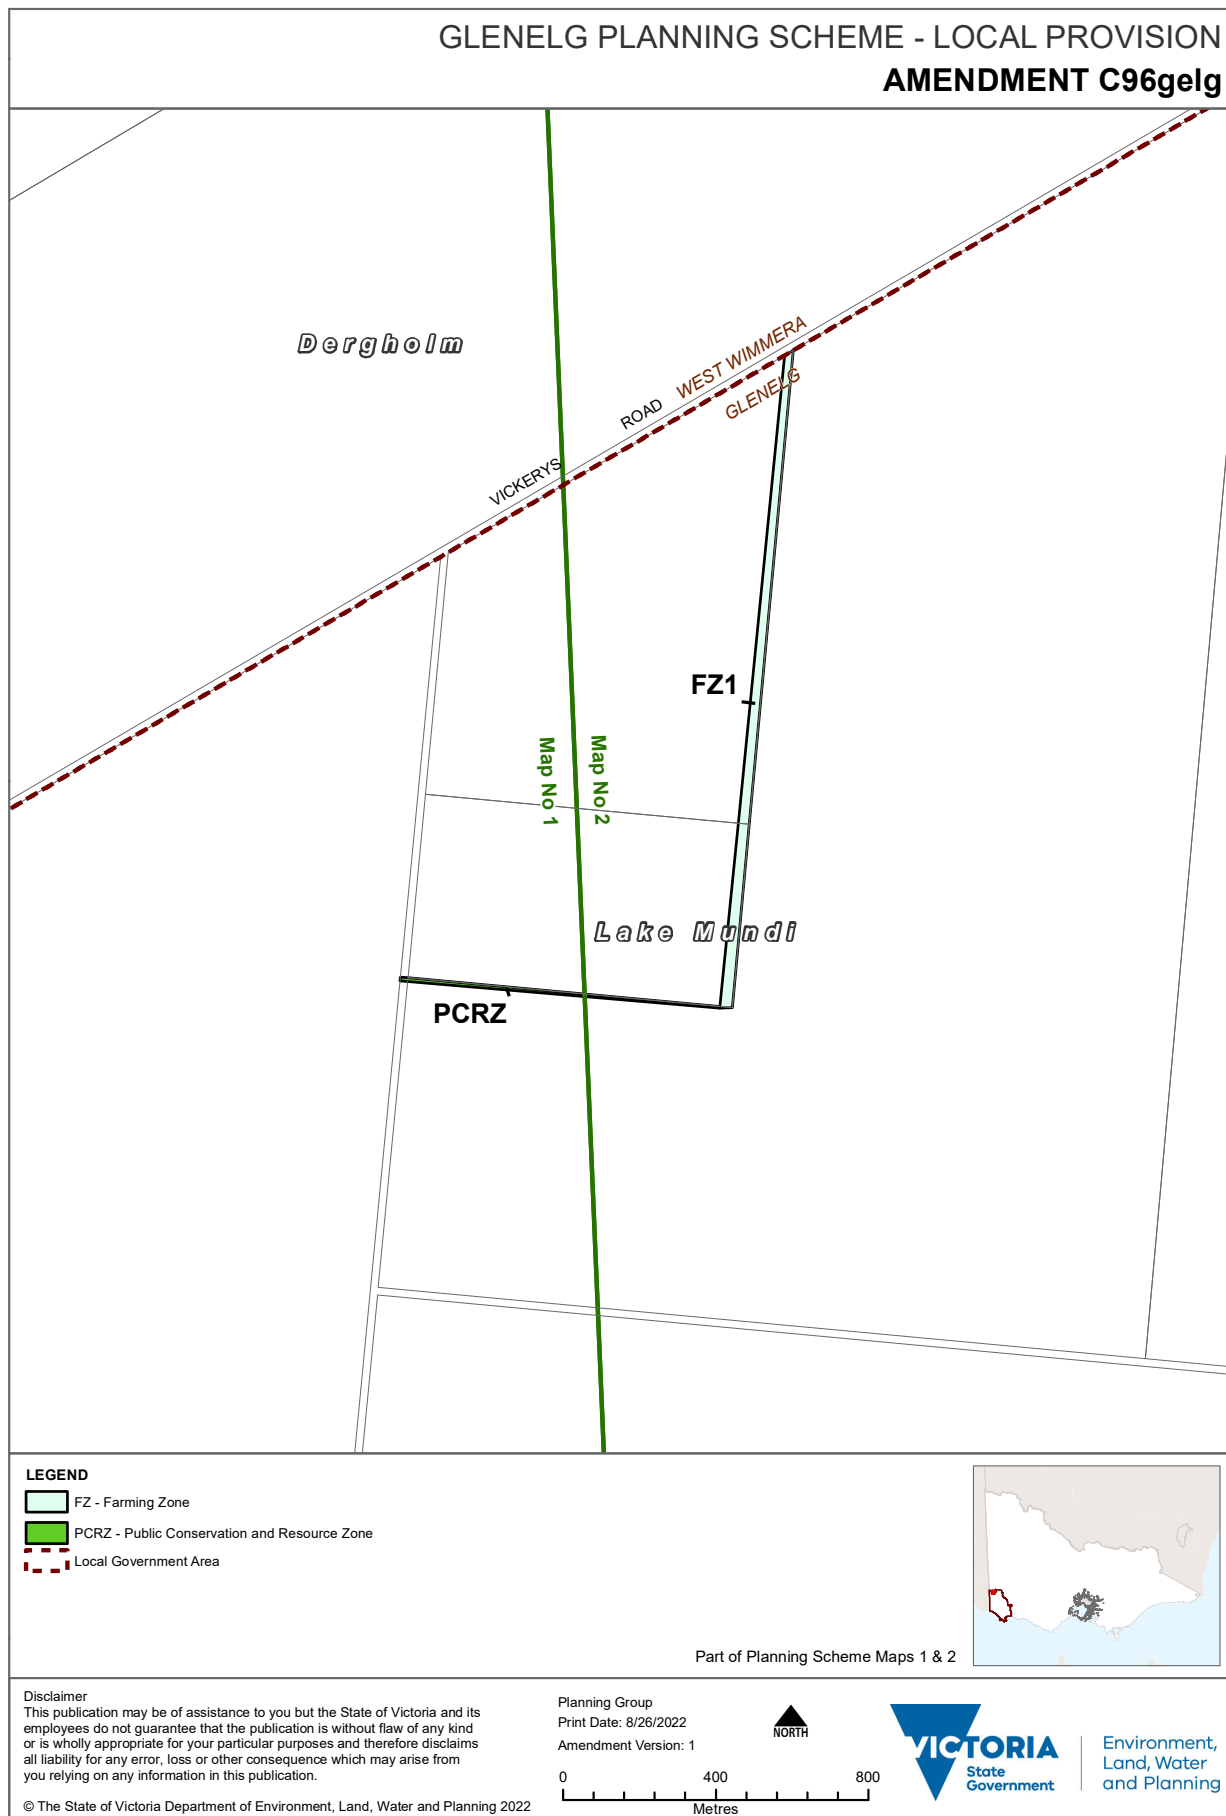 GLENELG PLANNING SCHEME - LOCAL PROVISION
AMENDMENT C96gelg
Dergholm
WEST WIMMERA
GLENELG
VICKERYS ROAD
FZ1
Map No 1
Map No 2
Lake Mundi
PCRZ
LEGEND
FZ - Farming Zone
PCRZ - Public Conservation and Resource Zone
Local Government Area
Part of Planning Scheme Maps 1 & 2
Disclaimer
This publication may be of assistance to you but the State of Victoria and its
employees do not guarantee that the publication is without flaw of any kind
or is wholly appropriate for your particular purposes and therefore disclaims
all liability for any error, loss or other consequence which may arise from
you relying on any information in this publication.
© The State of Victoria Department of Environment, Land, Water and Planning 2022
Planning Group
Print Date: 8/26/2022
Amendment Version: 1
NORTH
0 400 800
Metres
VICTORIA
State
Government
Environment,
Land, Water
and Planning